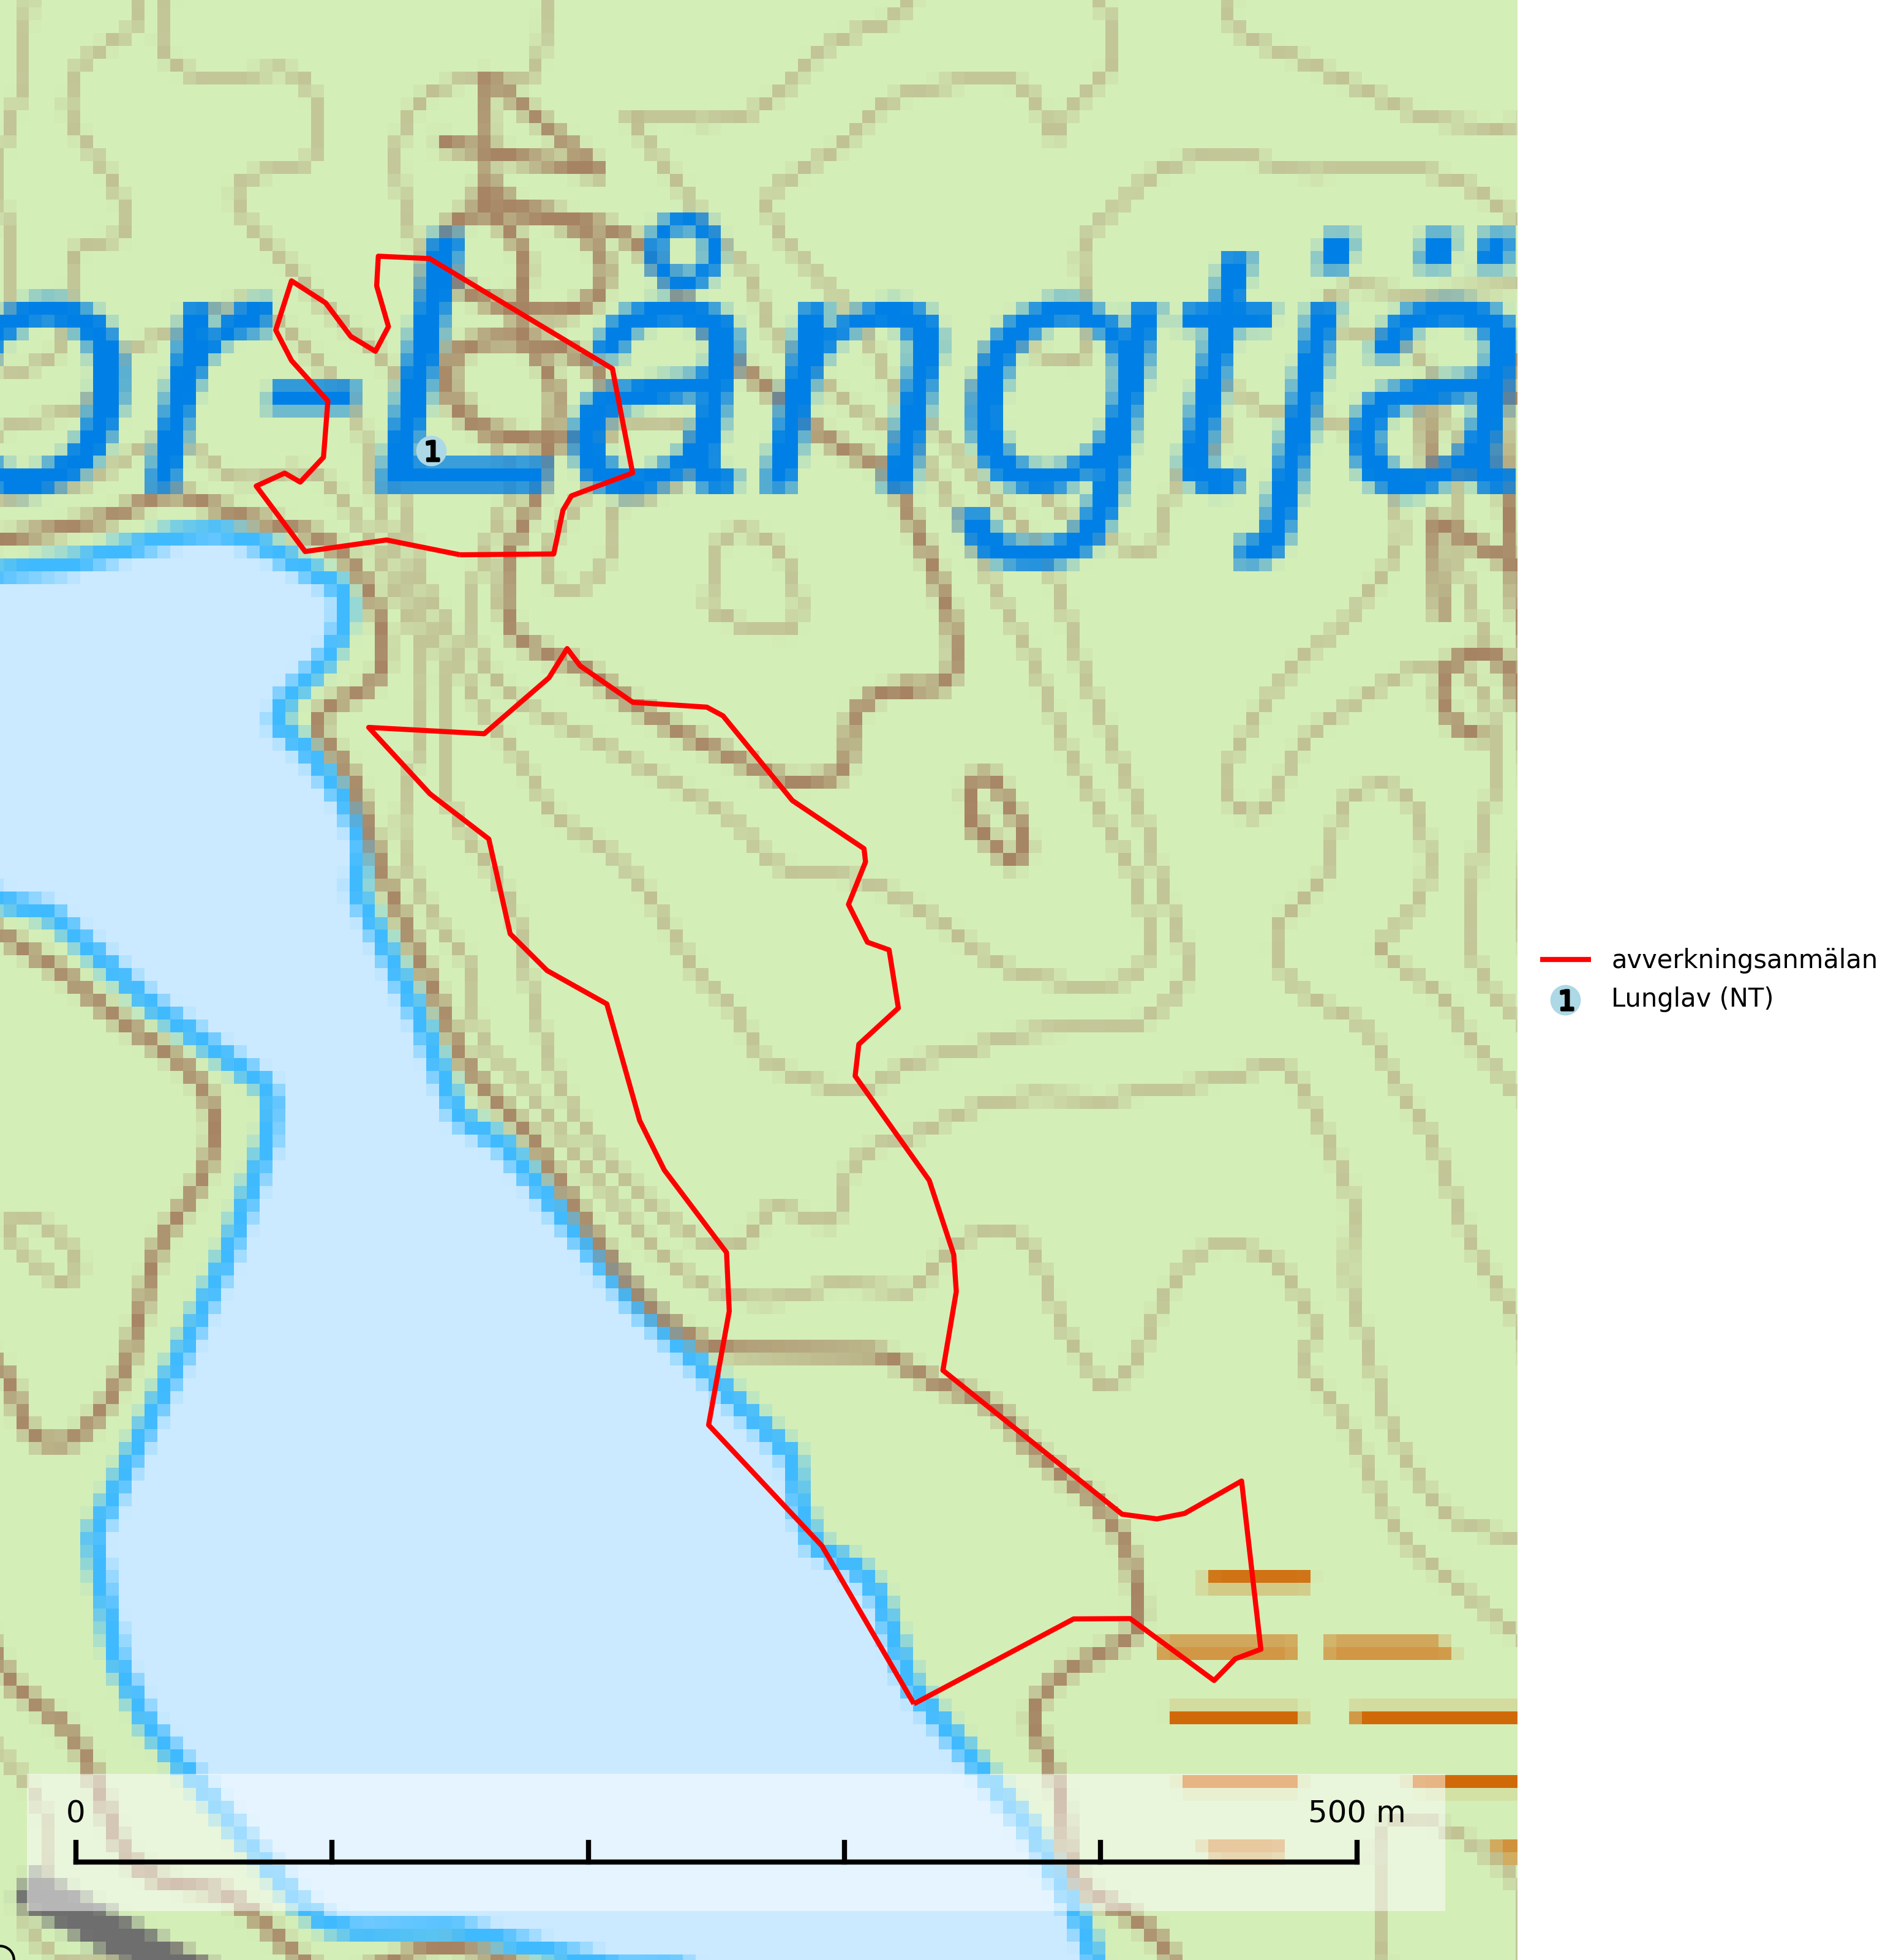 or-Långtjä
1
avverkningsanmälan
1 Lunglav (NT)
0 500 m